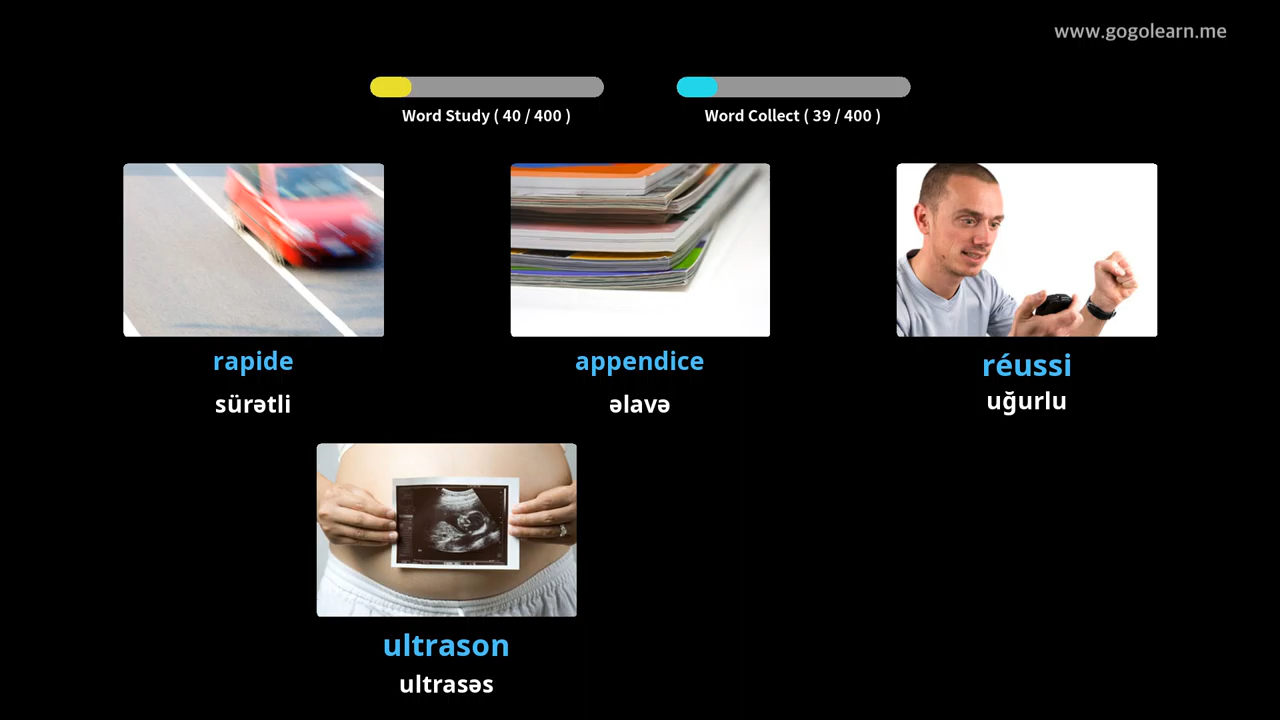 www.gogolearn.me
Word Study ( 40 / 400 )
Word Collect ( 39 / 400 )
rapide
sürətli
appendice
əlavə
réussi
uğurlu
ultrason
ultrasəs